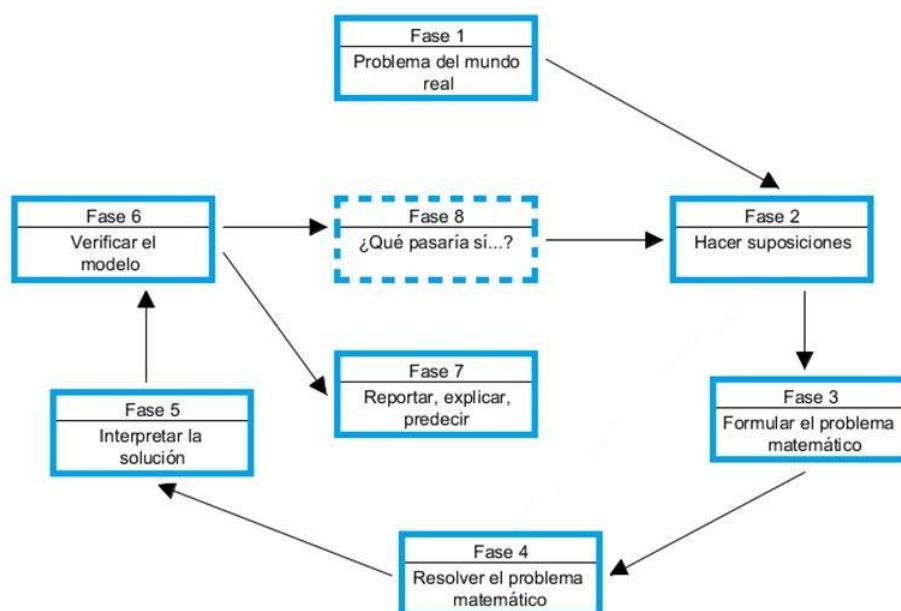 Fase 1
Problema del mundo
real
Fase 6
Verificar el
modelo
Fase 8
¿Qué pasaría sí...?
Fase 2
Hacer suposiciones
Fase 7
Reportar, explicar,
predecir
Fase 5
Interpretar la
solución
Fase 3
Formular el problema
matemático
Fase 4
Resolver el problema
matemático